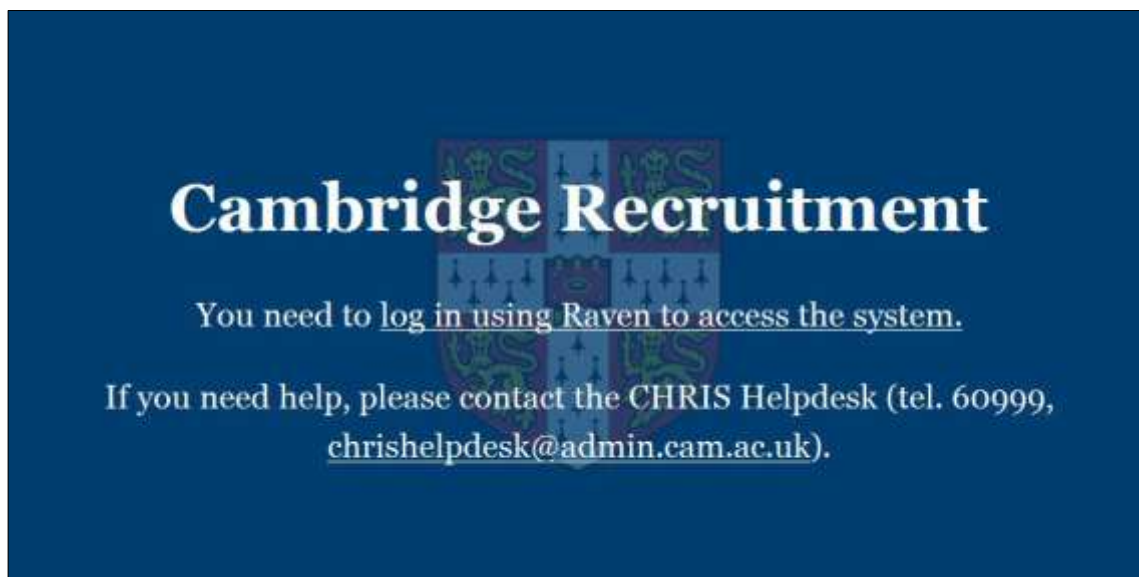 Cambridge Recruitment
You need to log in using Raven to access the system.
If you need help, please contact the CHRIS Helpdesk (tel. 60999,
chrishelpdesk@admin.cam.ac.uk).